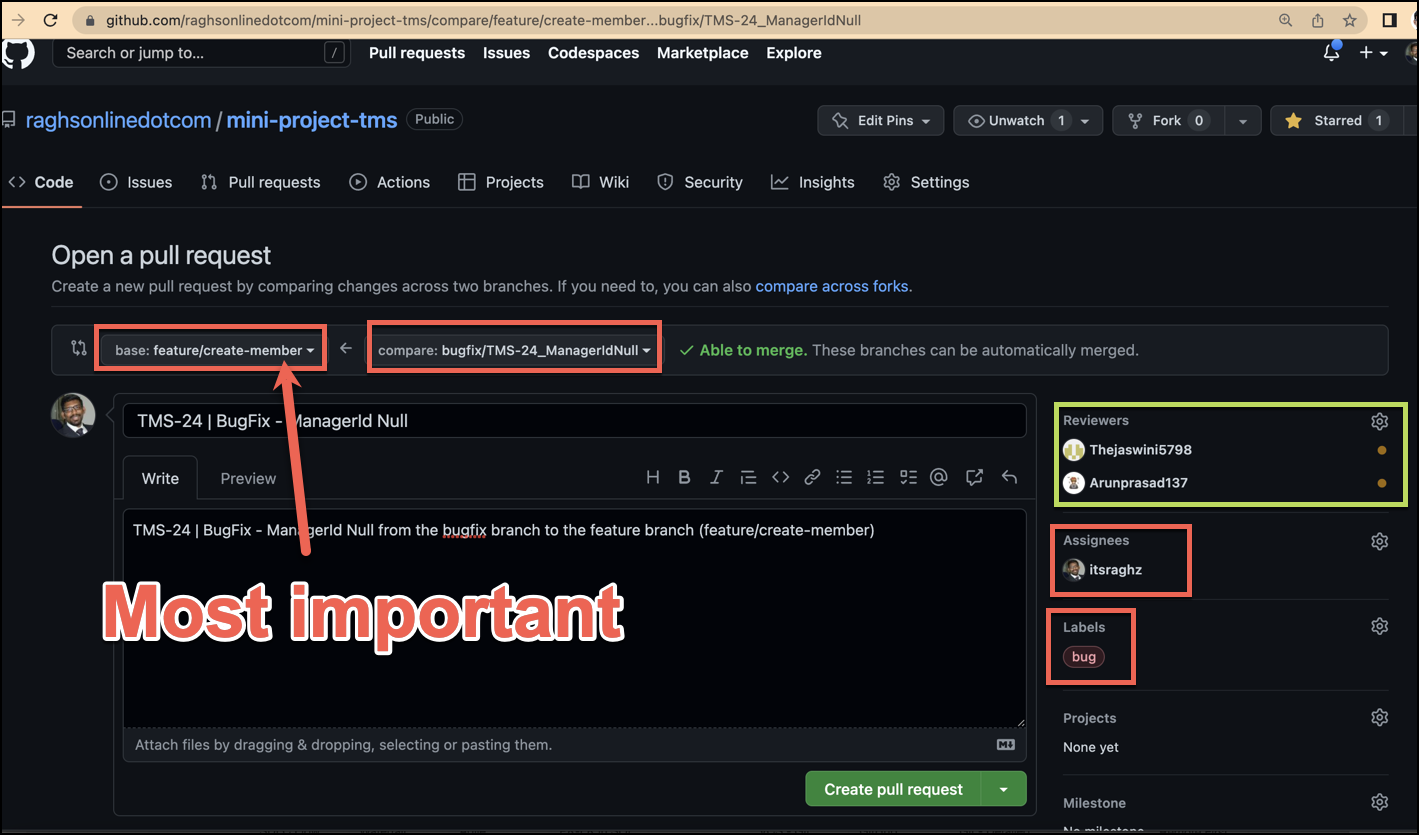 github.com/raghsonlinedotcom/mini-project-tms/compare/feature/create-member...bugfix/TMS-24_ManagerIdNull
Search or jump to... / Pull requests Issues Codespaces Marketplace Explore
raghsonlinedotcom / mini-project-tms Public Edit Pins Unwatch 1 Fork 0 Starred 1
Code Issues Pull requests Actions Projects Wiki Security Insights Settings
Open a pull request
Create a new pull request by comparing changes across two branches. If you need to, you can also compare across forks.
base: feature/create-member compare: bugfix/TMS-24_ManagerIdNull Able to merge. These branches can be automatically merged.
TMS-24 | BugFix - ManagerId Null
Write Preview
TMS-24 | BugFix - ManagerId Null from the bugfix branch to the feature branch (feature/create-member)
Most important
Attach files by dragging & dropping, selecting or pasting them.
Create pull request
Reviewers
Thejaswini5798
Arunprasad137
Assignees
itsraghz
Labels
bug
Projects
None yet
Milestone
No milestone